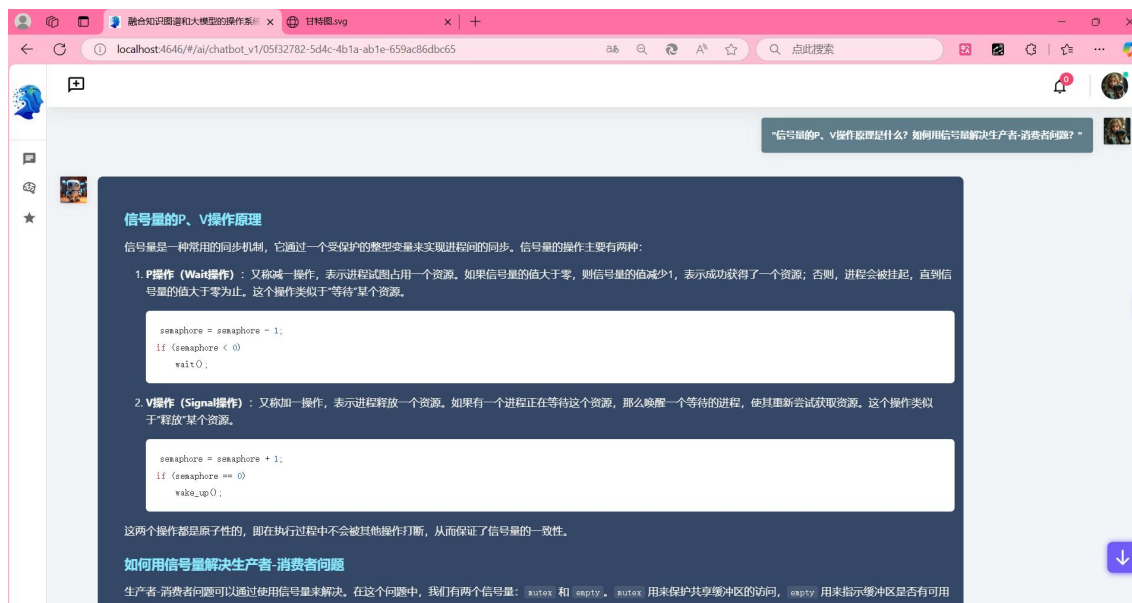 融合知识图谱和大模型的操作系统
甘特图.svg
localhost:4646/#/ai/chatbot_v1/05f32782-5d4c-4b1a-ab1e-659ac86dbc65
点此搜索
0
"信号量的P、V操作原理是什么？如何用信号量解决生产者-消费者问题？"
信号量的P、V操作原理
信号量是一种常用的同步机制，它通过一个受保护的整型变量来实现进程间的同步。信号量的操作主要有两种：
1. P操作（Wait操作）：又称减一操作，表示进程试图占用一个资源。如果信号量的值大于零，则信号量的值减少1，表示成功获得了一个资源；否则，进程会被挂起，直到信
号量的值大于零为止。这个操作类似于“等待”某个资源。
semaphore = semaphore - 1;
if (semaphore < 0)
wait();
2. V操作（Signal操作）：又称加一操作，表示进程释放一个资源。如果有一个进程正在等待这个资源，那么唤醒一个等待的进程，使其重新尝试获取资源。这个操作类似
于“释放”某个资源。
semaphore = semaphore + 1;
if (semaphore == 0)
wake_up();
这两个操作都是原子性的，即在执行过程中不会被其他操作打断，从而保证了信号量的一致性。
如何用信号量解决生产者-消费者问题
生产者-消费者问题可以通过使用信号量来解决。在这个问题中，我们有两个信号量：mutex 和 empty。mutex 用来保护共享缓冲区的访问，empty 用来指示缓冲区是否有可用